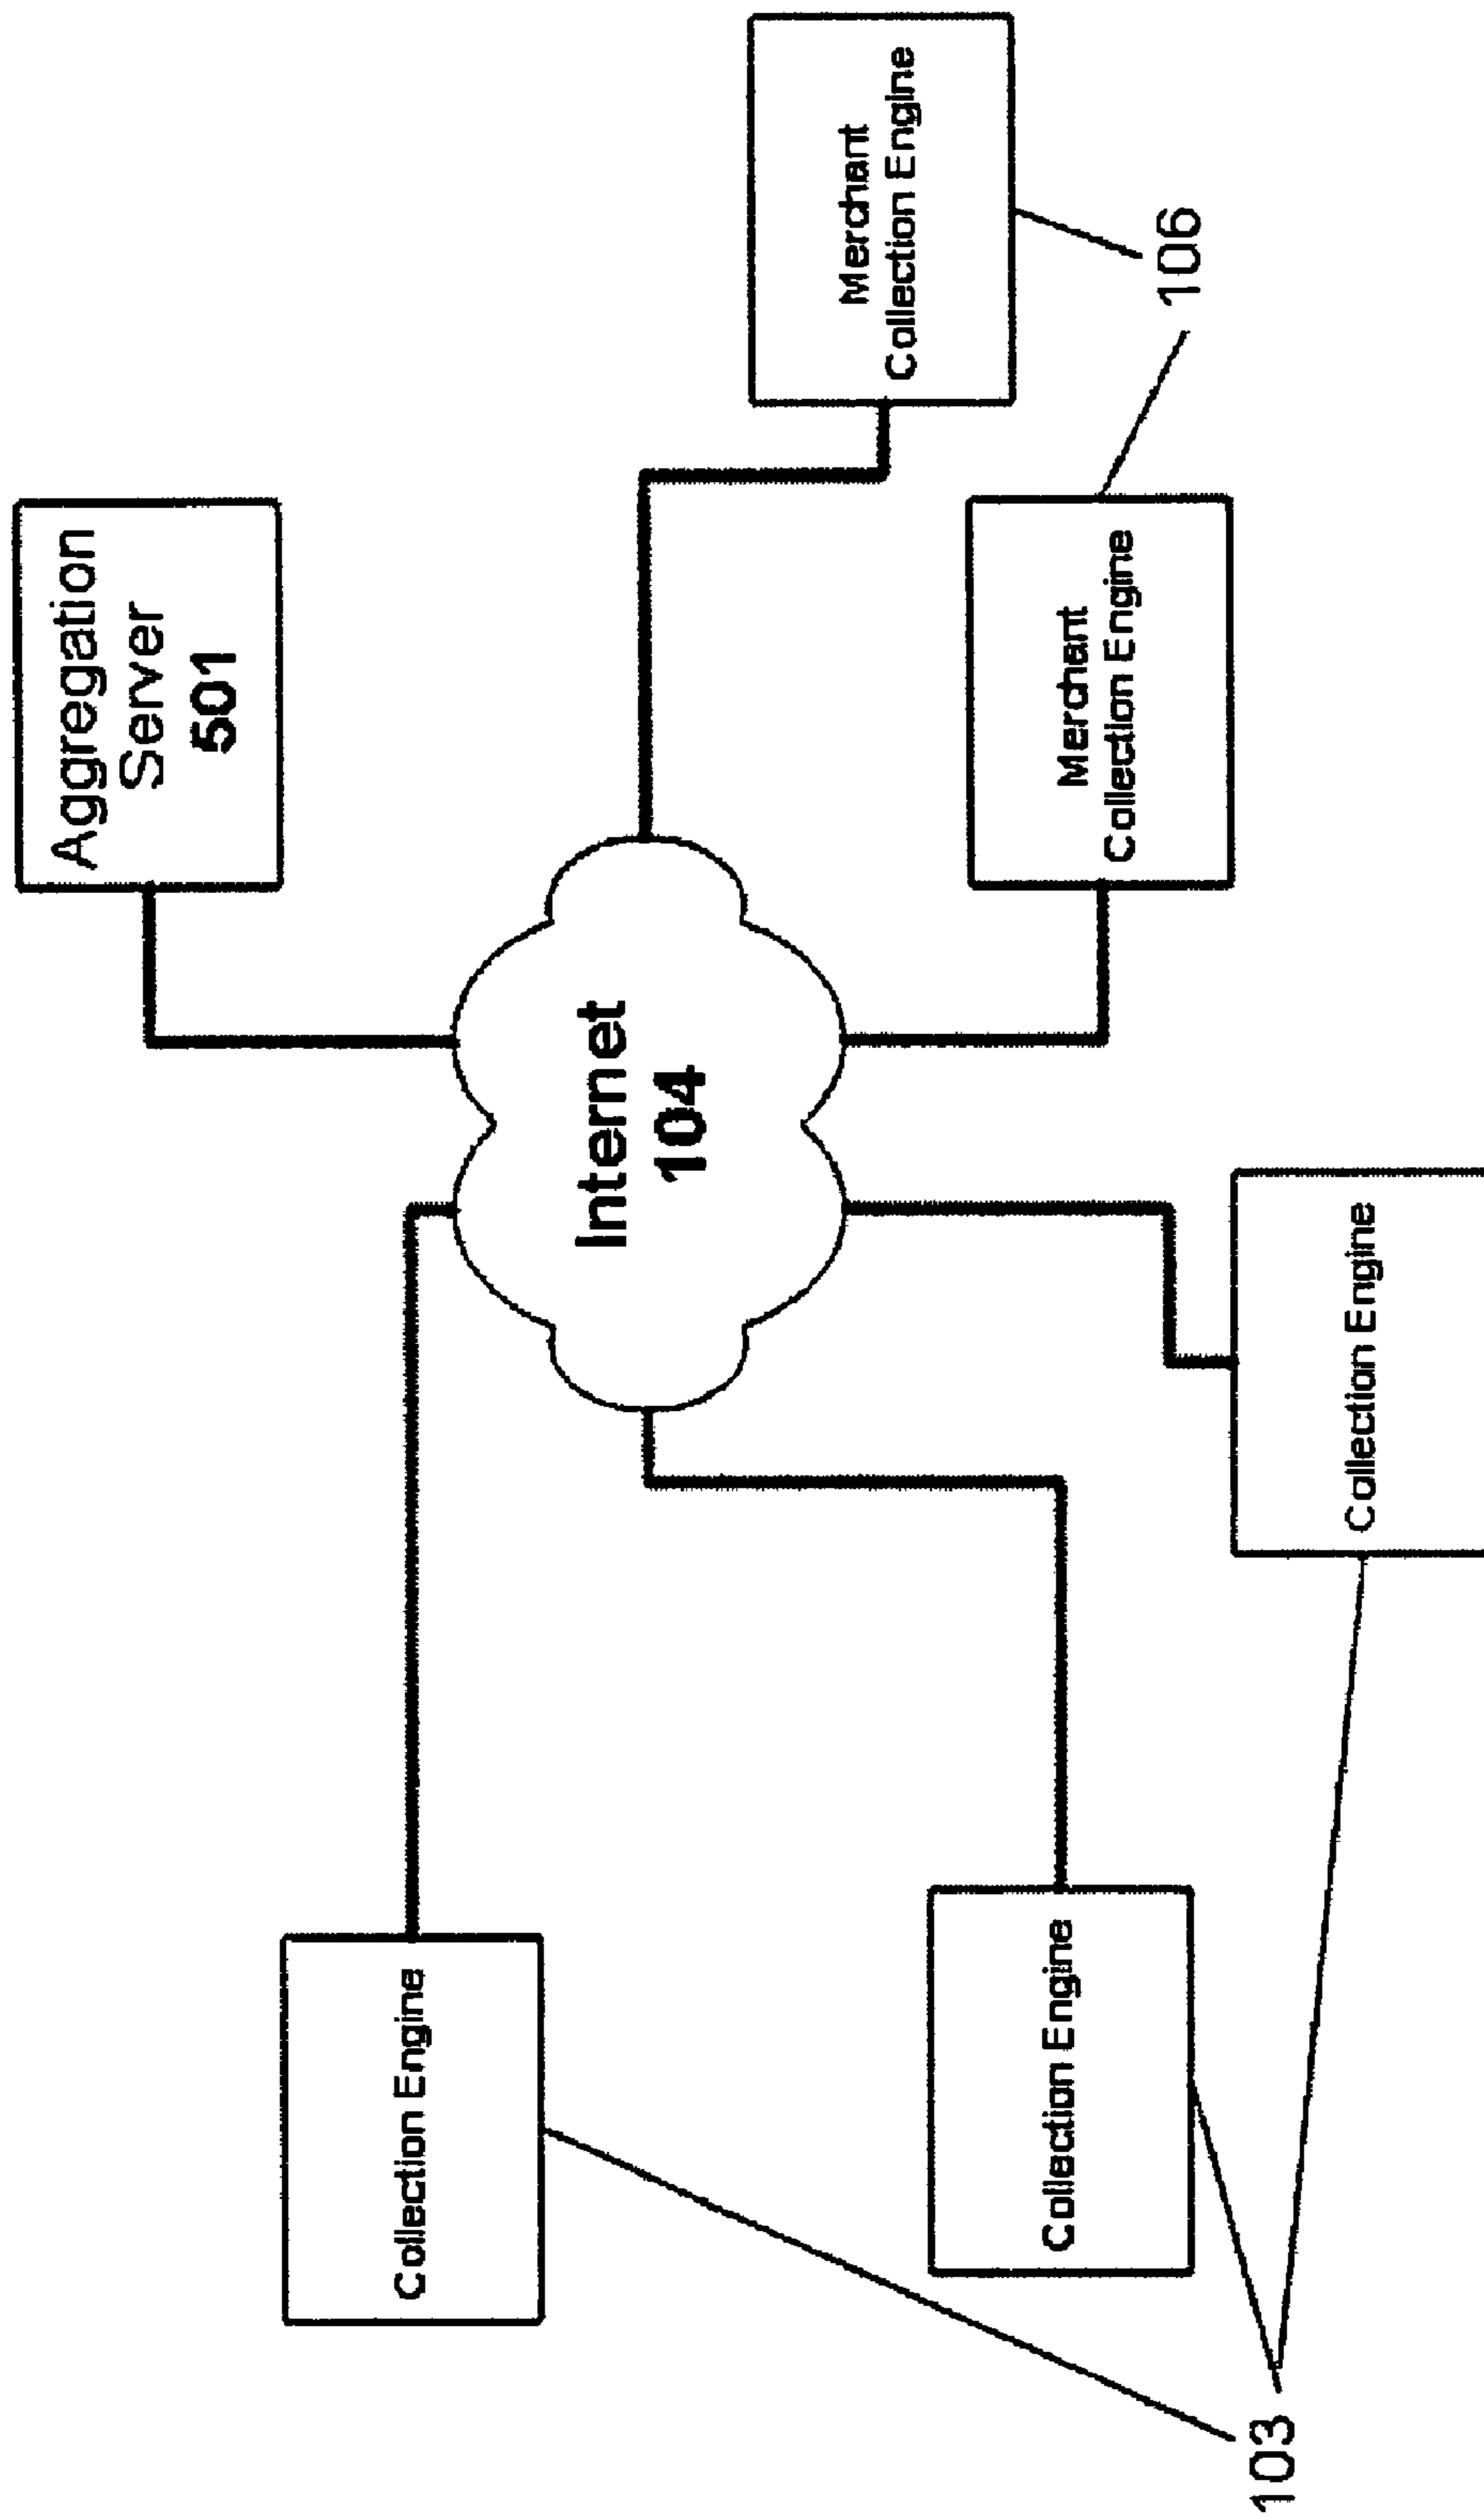 Aggregation
Server
501
Merchant
Collection Engine
106
Merchant
Collection Engine
Internet
104
Collection Engine
Collection Engine
Collection Engine
103